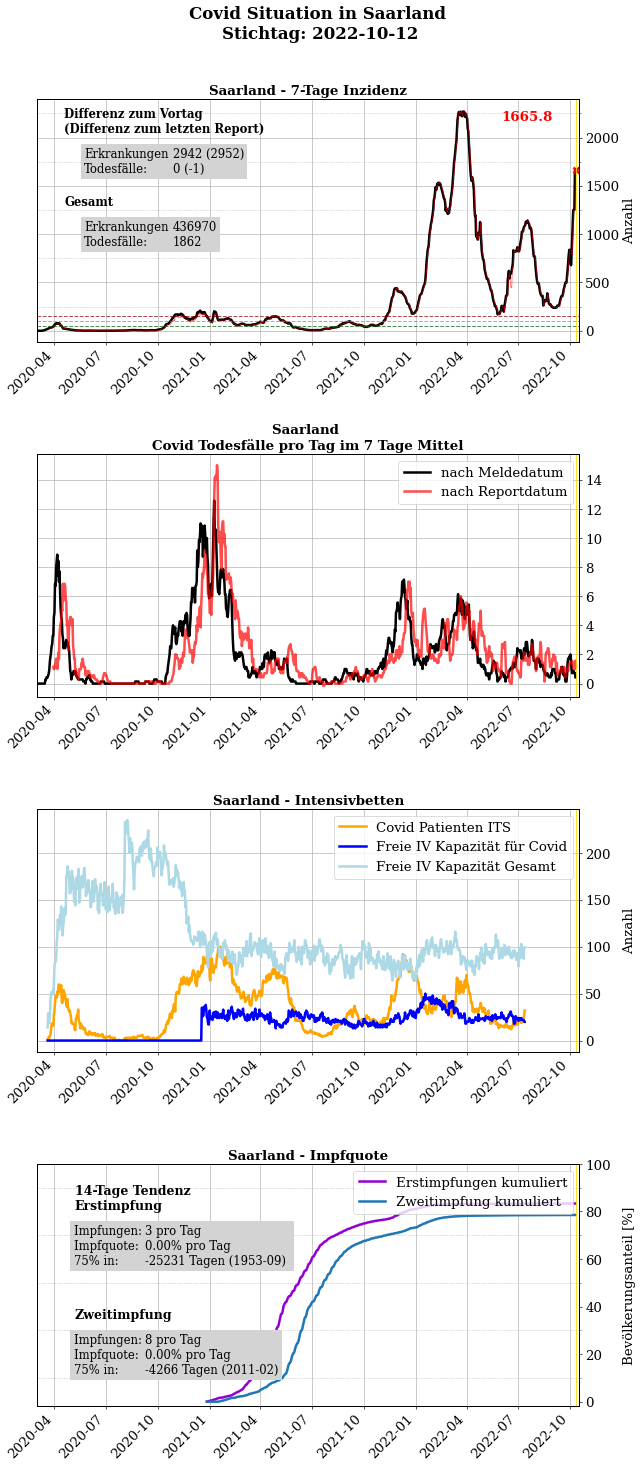 Covid Situation in Saarland
Stichtag: 2022-10-12
Saarland - 7-Tage Inzidenz
Differenz zum Vortag
(Differenz zum letzten Report)
Erkrankungen 2942 (2952)
Todesfälle: 0 (-1)
Gesamt
Erkrankungen 436970
Todesfälle: 1862
1665.8
2000
1500
1000
500
0
Anzahl
2020-04 2020-07 2020-10 2021-01 2021-04 2021-07 2021-10 2022-01 2022-04 2022-07 2022-10
Saarland
Covid Todesfälle pro Tag im 7 Tage Mittel
nach Meldedatum
nach Reportdatum
14
12
10
8
6
4
2
0
2020-04 2020-07 2020-10 2021-01 2021-04 2021-07 2021-10 2022-01 2022-04 2022-07 2022-10
Saarland - Intensivbetten
Covid Patienten ITS
Freie IV Kapazität für Covid
Freie IV Kapazität Gesamt
200
150
100
50
0
Anzahl
2020-04 2020-07 2020-10 2021-01 2021-04 2021-07 2021-10 2022-01 2022-04 2022-07 2022-10
Saarland - Impfquote
14-Tage Tendenz
Erstimpfung
Impfungen: 3 pro Tag
Impfquote: 0.00% pro Tag
75% in: -25231 Tagen (1953-09)
Zweitimpfung
Impfungen: 8 pro Tag
Impfquote: 0.00% pro Tag
75% in: -4266 Tagen (2011-02)
Erstimpfungen kumuliert
Zweitimpfung kumuliert
100
80
60
40
20
0
Bevölkerungsanteil [%]
2020-04 2020-07 2020-10 2021-01 2021-04 2021-07 2021-10 2022-01 2022-04 2022-07 2022-10